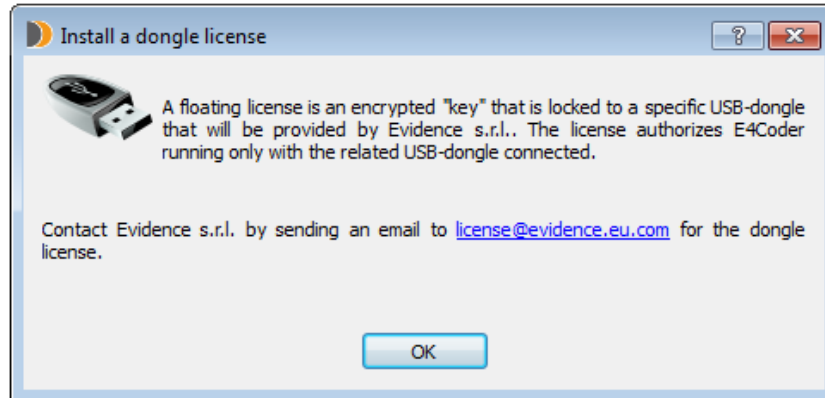 Install a dongle license
A floating license is an encrypted "key" that is locked to a specific USB-dongle
that will be provided by Evidence s.r.l.. The license authorizes E4Coder
running only with the related USB-dongle connected.
Contact Evidence s.r.l. by sending an email to license@evidence.eu.com for the dongle
license.
OK